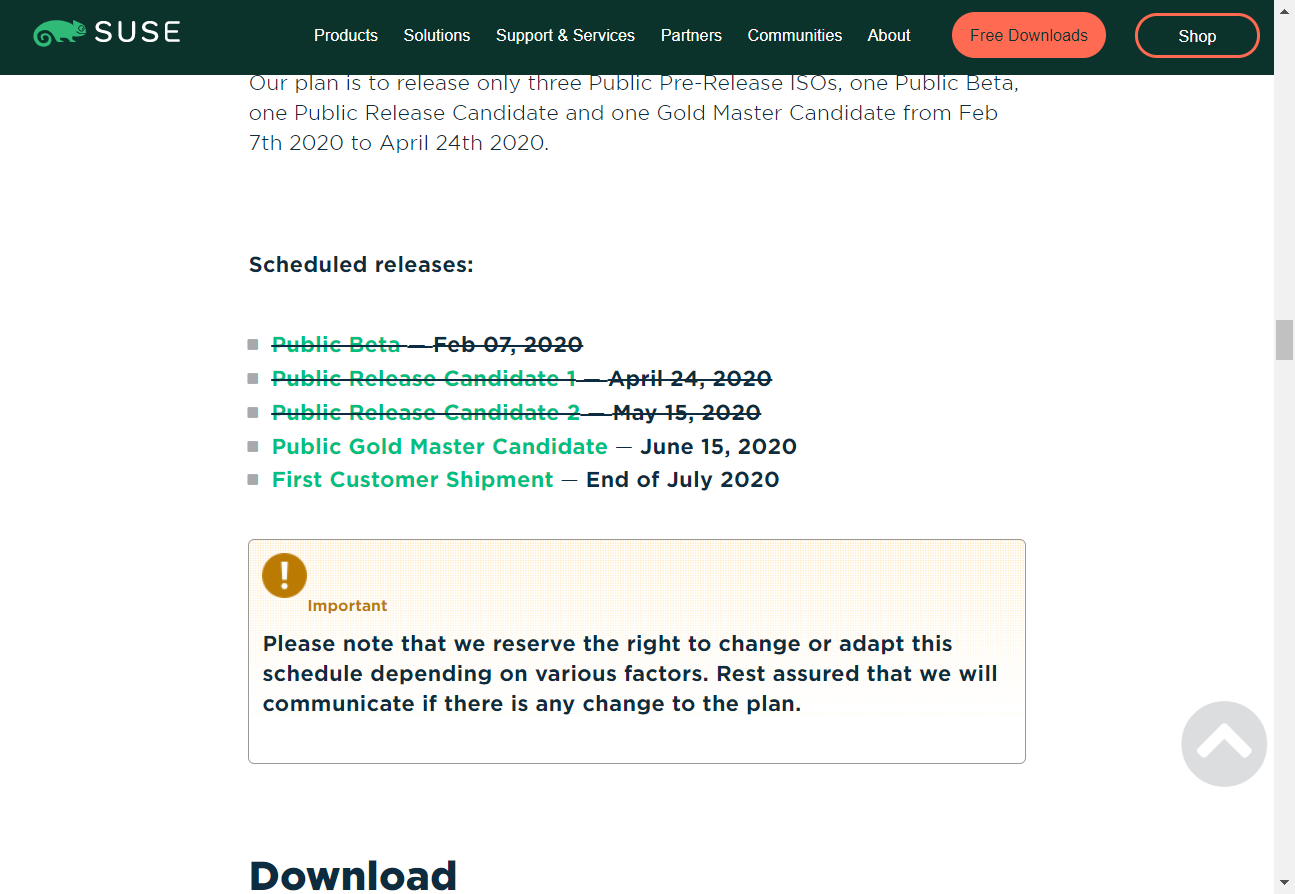 SUSE
Products Solutions Support & Services Partners Communities About Free Downloads Shop
Our plan is to release only three Public Pre-Release ISOs, one Public Beta,
one Public Release Candidate and one Gold Master Candidate from Feb
7th 2020 to April 24th 2020.
Scheduled releases:
Public Beta — Feb 07, 2020
Public Release Candidate 1 — April 24, 2020
Public Release Candidate 2 — May 15, 2020
Public Gold Master Candidate — June 15, 2020
First Customer Shipment — End of July 2020
Important
Please note that we reserve the right to change or adapt this
schedule depending on various factors. Rest assured that we will
communicate if there is any change to the plan.
Download